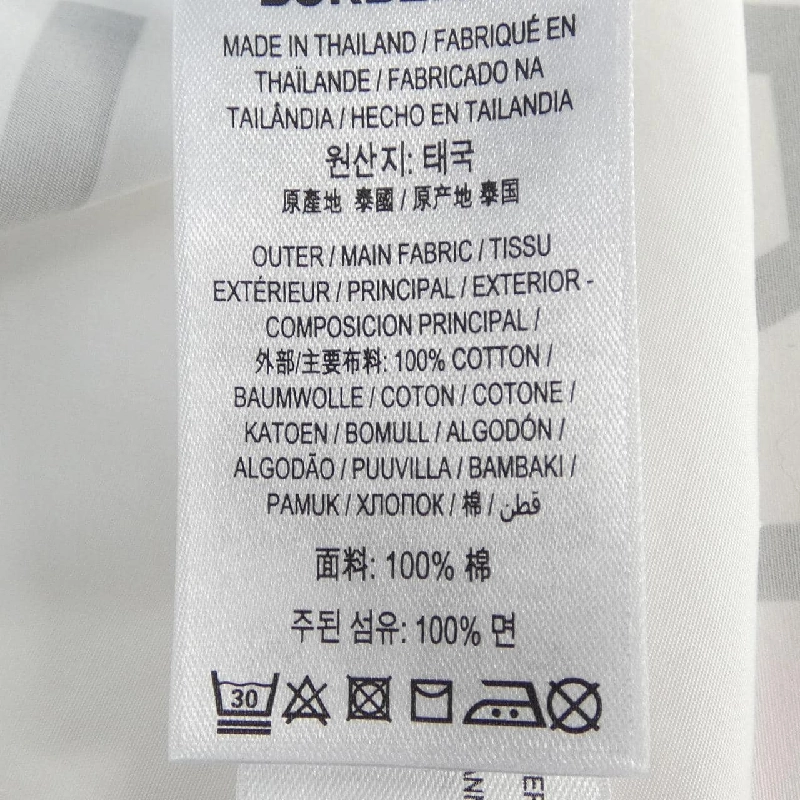 MADE IN THAILAND / FABRIQUÉ EN
THAÏLANDE / FABRICADO NA
TAILÂNDIA / HECHO EN TAILANDIA
원산지: 태국
原產地 泰國 / 原产地 泰国
OUTER / MAIN FABRIC / TISSU
EXTÉRIEUR / PRINCIPAL / EXTERIOR -
COMPOSICION PRINCIPAL /
外部/主要布料: 100% COTTON /
BAUMWOLLE / COTON / COTONE /
KATOEN / BOMULL / ALGODÓN /
ALGODÃO / PUUVILLA / BAMBAKI /
PAMUK / ХЛОПОК / 棉 / قطن
面料: 100% 棉
주된 섬유: 100% 면
30